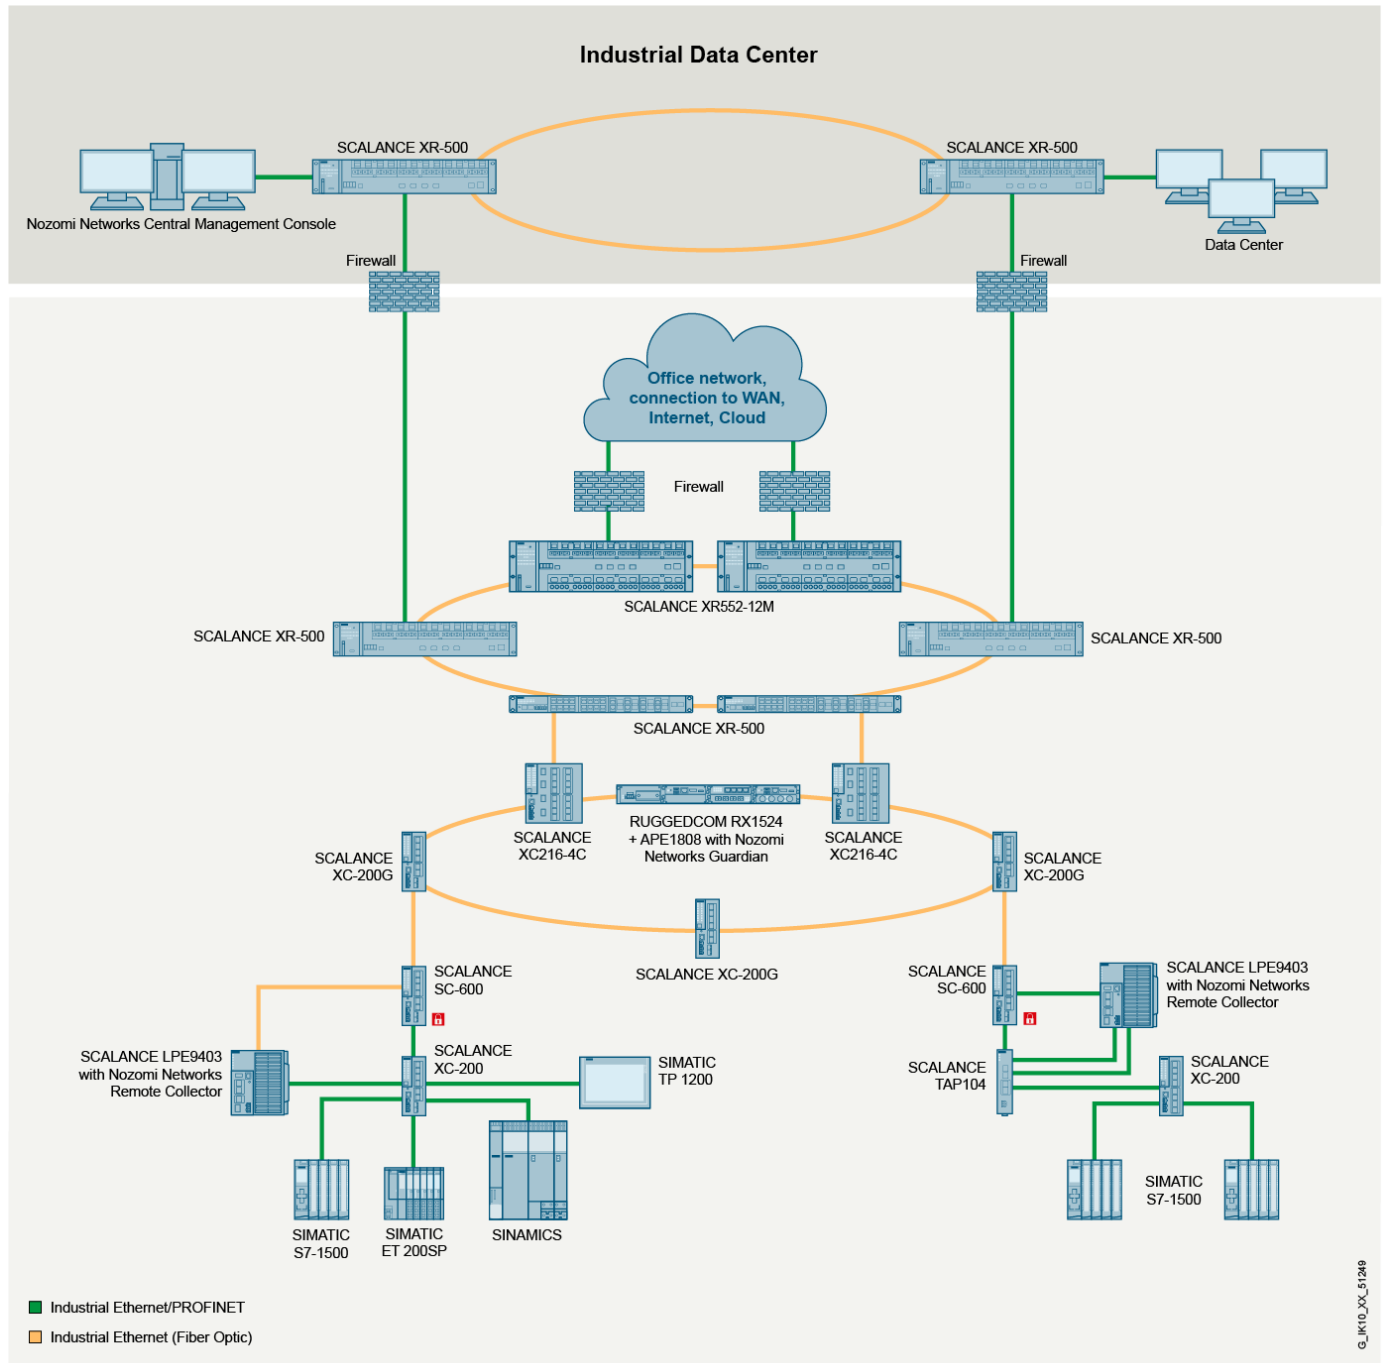 Industrial Data Center
SCALANCE XR-500
SCALANCE XR-500
Nozomi Networks Central Management Console
Data Center
Firewall
Firewall
Office network,
connection to WAN,
Internet, Cloud
Firewall
SCALANCE XR552-12M
SCALANCE XR-500
SCALANCE XR-500
SCALANCE XR-500
SCALANCE
XC216-4C
RUGGEDCOM RX1524
+ APE1808 with Nozomi
Networks Guardian
SCALANCE
XC216-4C
SCALANCE
XC-200G
SCALANCE
XC-200G
SCALANCE XC-200G
SCALANCE
SC-600
SCALANCE
SC-600
SCALANCE LPE9403
with Nozomi Networks
Remote Collector
SCALANCE LPE9403
with Nozomi Networks
Remote Collector
SCALANCE
XC-200
SIMATIC
TP 1200
SCALANCE
TAP104
SCALANCE
XC-200
SIMATIC
S7-1500
SIMATIC
ET 200SP
SINAMICS
SIMATIC
S7-1500
Industrial Ethernet/PROFINET
Industrial Ethernet (Fiber Optic)
G_IK10_XX_51249